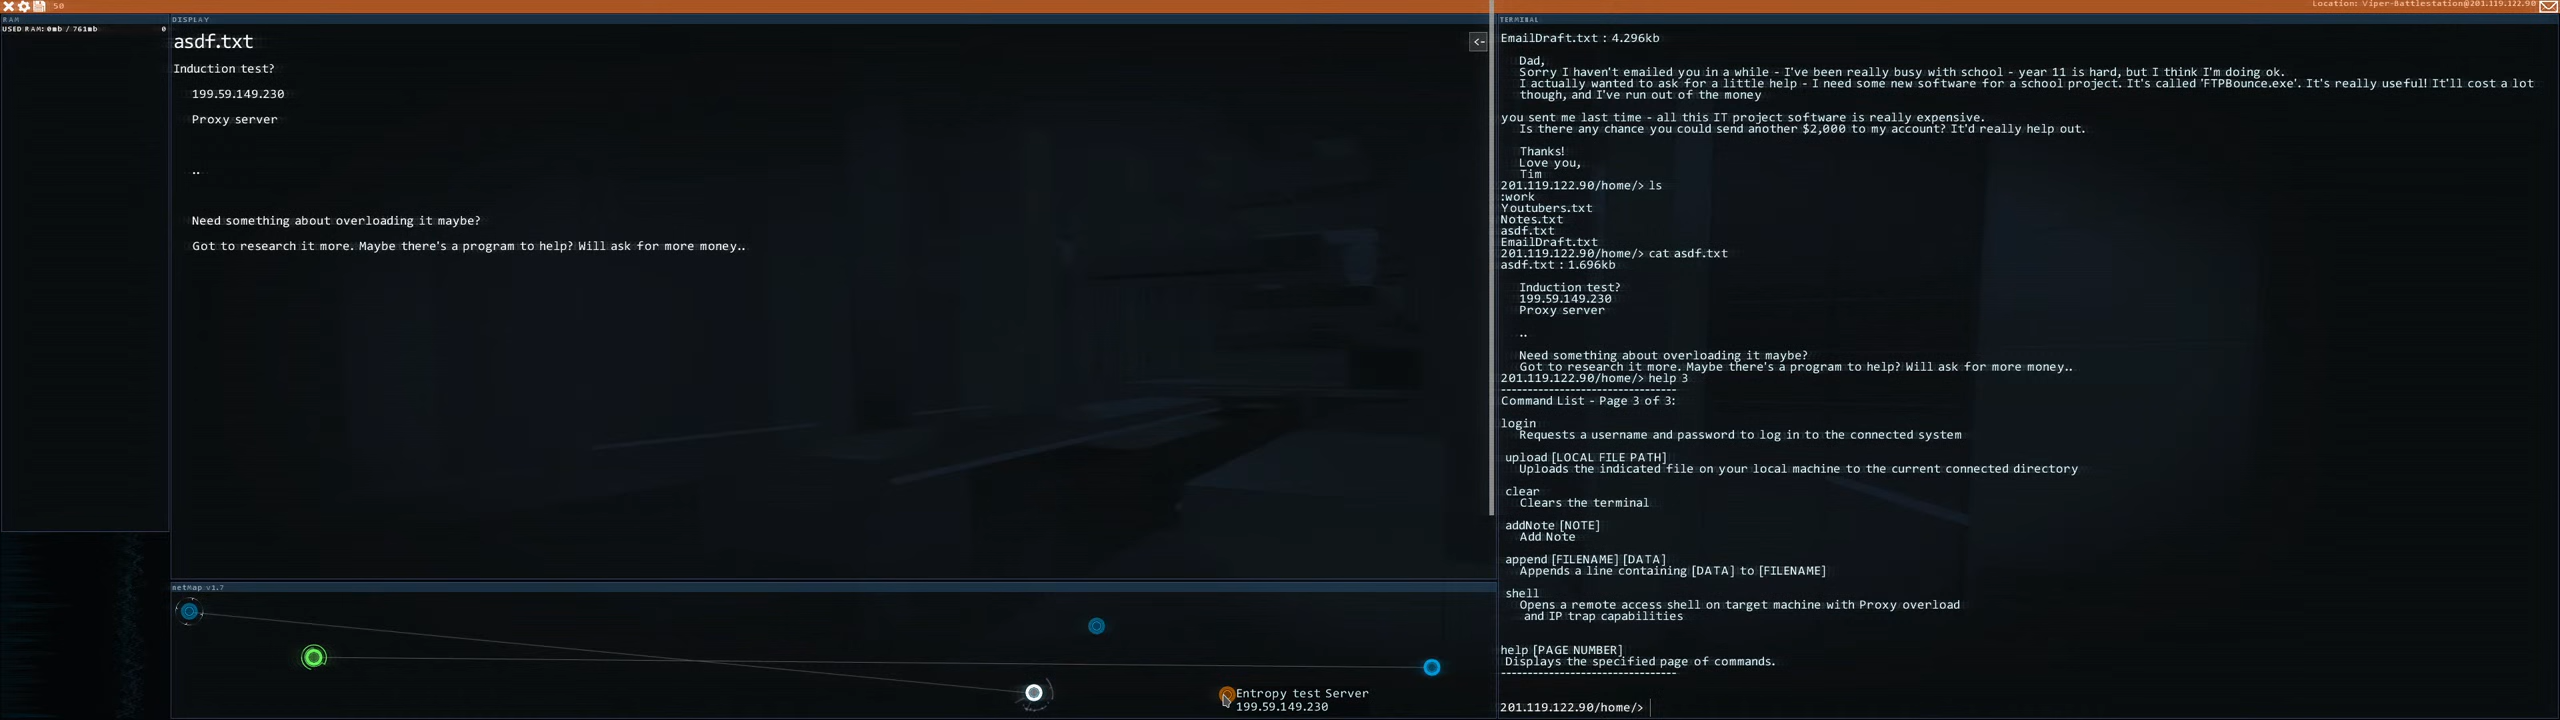 50
Location: Viper-Battlestation@201.119.122.90
RAM
USED RAM: 0mb / 761mb 0
DISPLAY
asdf.txt
<-
Induction test?
199.59.149.230
Proxy server
..
Need something about overloading it maybe?
Got to research it more. Maybe there's a program to help? Will ask for more money..
netMap v1.7
Entropy test Server
199.59.149.230
TERMINAL
EmailDraft.txt : 4.296kb
Dad,
Sorry I haven't emailed you in a while - I've been really busy with school - year 11 is hard, but I think I'm doing ok.
I actually wanted to ask for a little help - I need some new software for a school project. It's called 'FTPBounce.exe'. It's really useful! It'll cost a lot
though, and I've run out of the money
you sent me last time - all this IT project software is really expensive.
Is there any chance you could send another $2,000 to my account? It'd really help out.
Thanks!
Love you,
Tim
201.119.122.90/home/> ls
:work
Youtubers.txt
Notes.txt
asdf.txt
EmailDraft.txt
201.119.122.90/home/> cat asdf.txt
asdf.txt : 1.696kb
Induction test?
199.59.149.230
Proxy server
..
Need something about overloading it maybe?
Got to research it more. Maybe there's a program to help? Will ask for more money..
201.119.122.90/home/> help 3
---------------------------------
Command List - Page 3 of 3:
login
Requests a username and password to log in to the connected system
upload [LOCAL FILE PATH]
Uploads the indicated file on your local machine to the current connected directory
clear
Clears the terminal
addNote [NOTE]
Add Note
append [FILENAME] [DATA]
Appends a line containing [DATA] to [FILENAME]
shell
Opens a remote access shell on target machine with Proxy overload
and IP trap capabilities
help [PAGE NUMBER]
Displays the specified page of commands.
---------------------------------
201.119.122.90/home/>